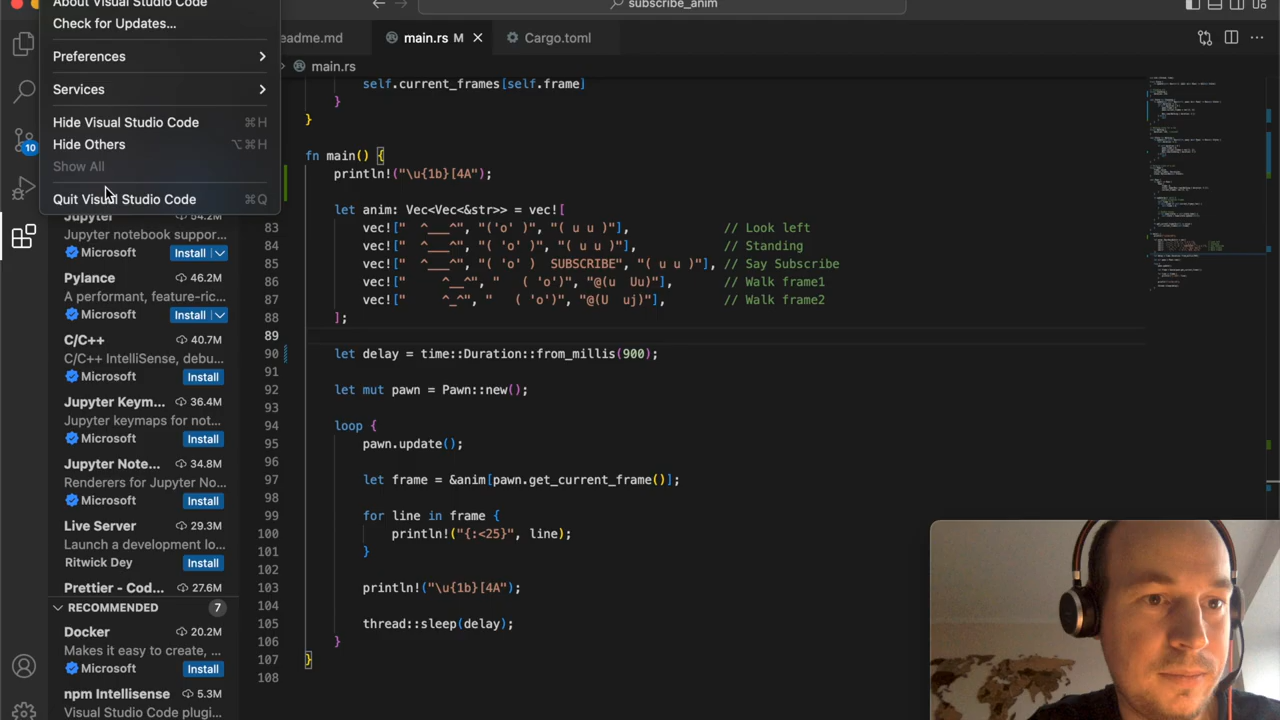 About Visual Studio Code
Check for Updates...
Preferences
Services
Hide Visual Studio Code ⌘H
Hide Others ⌥⌘H
Show All
Quit Visual Studio Code ⌘Q
subscribe_anim
readme.md
main.rs M
Cargo.toml
main.rs
10
Jupyter 54.2M
Jupyter notebook suppor...
Microsoft Install
Pylance 46.2M
A performant, feature-ric...
Microsoft Install
C/C++ 40.7M
C/C++ IntelliSense, debu...
Microsoft Install
Jupyter Keym... 36.4M
Jupyter keymaps for not...
Microsoft Install
Jupyter Note... 34.8M
Renderers for Jupyter No...
Microsoft Install
Live Server 29.3M
Launch a development lo...
Ritwick Dey Install
Prettier - Cod... 27.6M
RECOMMENDED 7
Docker 20.2M
Makes it easy to create, ...
Microsoft Install
npm Intellisense 5.3M
Visual Studio Code plugi...
self.current_frames[self.frame]
}
}
fn main() {
println!("\u{1b}[4A");
let anim: Vec<Vec<&str>> = vec![
83 vec!["  ^___^", "('o' )", "( u u )"], // Look left
84 vec!["  ^___^", "( 'o' )", "( u u )"], // Standing
85 vec!["  ^___^", "( 'o' )  SUBSCRIBE", "( u u )"], // Say Subscribe
86 vec!["     ^__^", "   ( 'o')", "@(u  Uu)"], // Walk frame1
87 vec!["     ^_^", "   ( 'o')", "@(U  uj)"], // Walk frame2
88 ];
89
90 let delay = time::Duration::from_millis(900);
91
92 let mut pawn = Pawn::new();
93
94 loop {
95 pawn.update();
96
97 let frame = &anim[pawn.get_current_frame()];
98
99 for line in frame {
100 println!("{:<25}", line);
101 }
102
103 println!("\u{1b}[4A");
104
105 thread::sleep(delay);
106 }
107 }
108